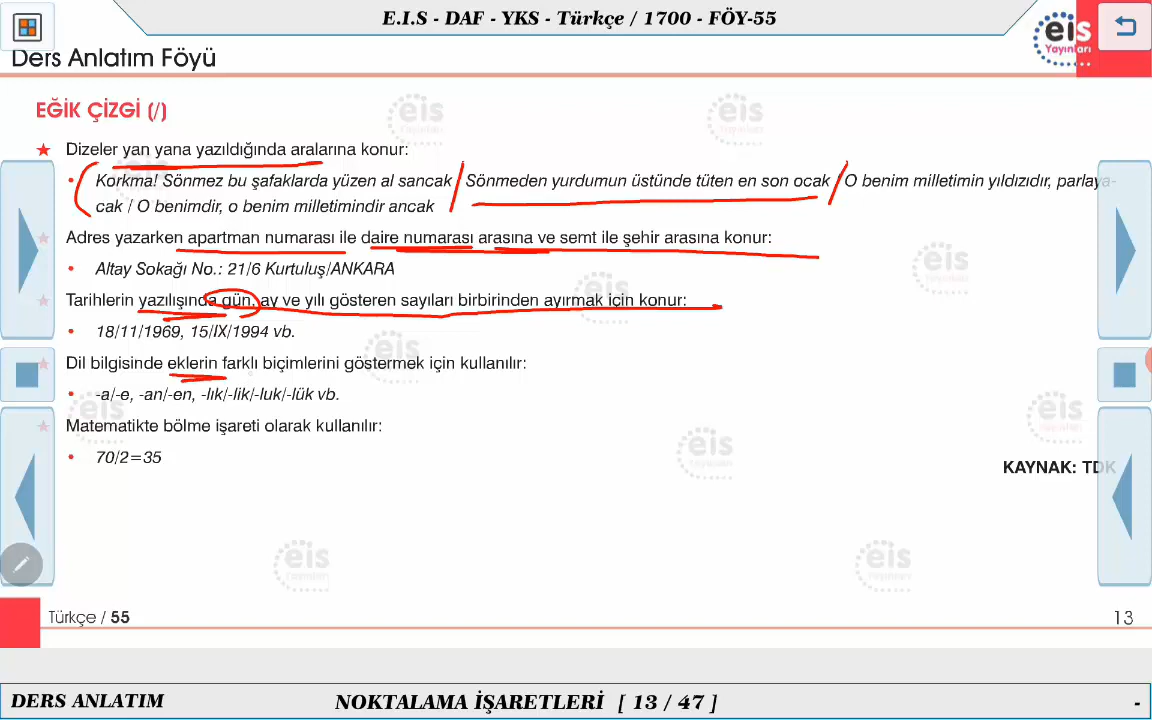 E.I.S - DAF - YKS - Türkçe / 1700 - FÖY-55
eis
Yayınları
Ders Anlatım Föyü
EĞİK ÇİZGİ (/)
★ Dizeler yan yana yazıldığında aralarına konur:
• Korkma! Sönmez bu şafaklarda yüzen al sancak / Sönmeden yurdumun üstünde tüten en son ocak / O benim milletimin yıldızıdır, parlaya-
cak / O benimdir, o benim milletimindir ancak
★ Adres yazarken apartman numarası ile daire numarası arasına ve semt ile şehir arasına konur:
• Altay Sokağı No.: 21/6 Kurtuluş/ANKARA
★ Tarihlerin yazılışında gün, ay ve yılı gösteren sayıları birbirinden ayırmak için konur:
• 18/11/1969, 15/IX/1994 vb.
★ Dil bilgisinde eklerin farklı biçimlerini göstermek için kullanılır:
• -a/-e, -an/-en, -lık/-lik/-luk/-lük vb.
★ Matematikte bölme işareti olarak kullanılır:
• 70/2=35
KAYNAK: TDK
Türkçe / 55
13
DERS ANLATIM
NOKTALAMA İŞARETLERİ [ 13 / 47 ]
-